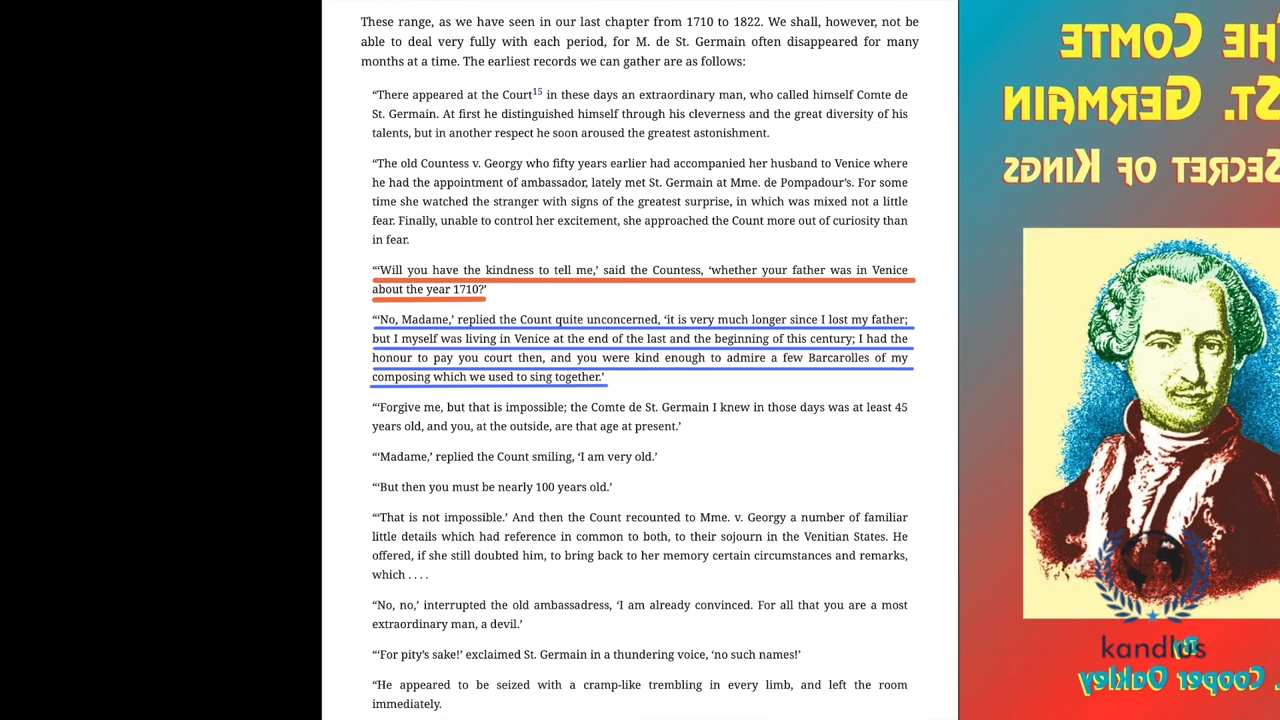 These range, as we have seen in our last chapter from 1710 to 1822. We shall, however, not be
able to deal very fully with each period, for M. de St. Germain often disappeared for many
months at a time. The earliest records we can gather are as follows:
“There appeared at the Court15 in these days an extraordinary man, who called himself Comte de
St. Germain. At first he distinguished himself through his cleverness and the great diversity of his
talents, but in another respect he soon aroused the greatest astonishment.
“The old Countess v. Georgy who fifty years earlier had accompanied her husband to Venice where
he had the appointment of ambassador, lately met St. Germain at Mme. de Pompadour’s. For some
time she watched the stranger with signs of the greatest surprise, in which was mixed not a little
fear. Finally, unable to control her excitement, she approached the Count more out of curiosity than
in fear.
“‘Will you have the kindness to tell me,’ said the Countess, ‘whether your father was in Venice
about the year 1710?’
“‘No, Madame,’ replied the Count quite unconcerned, ‘it is very much longer since I lost my father;
but I myself was living in Venice at the end of the last and the beginning of this century; I had the
honour to pay you court then, and you were kind enough to admire a few Barcarolles of my
composing which we used to sing together.’
“‘Forgive me, but that is impossible; the Comte de St. Germain I knew in those days was at least 45
years old, and you, at the outside, are that age at present.’
“‘Madame,’ replied the Count smiling, ‘I am very old.’
“‘But then you must be nearly 100 years old.’
“‘That is not impossible.’ And then the Count recounted to Mme. v. Georgy a number of familiar
little details which had reference in common to both, to their sojourn in the Venitian States. He
offered, if she still doubted him, to bring back to her memory certain circumstances and remarks,
which . . . .
“No, no,’ interrupted the old ambassadress, ‘I am already convinced. For all that you are a most
extraordinary man, a devil.’
“‘For pity’s sake!’ exclaimed St. Germain in a thundering voice, ‘no such names!’
“He appeared to be seized with a cramp-like trembling in every limb, and left the room
immediately.
HE COMTE
ST. GERMAIN
SECRET OF KINGS
kandlus
By
. Cooper Oakley